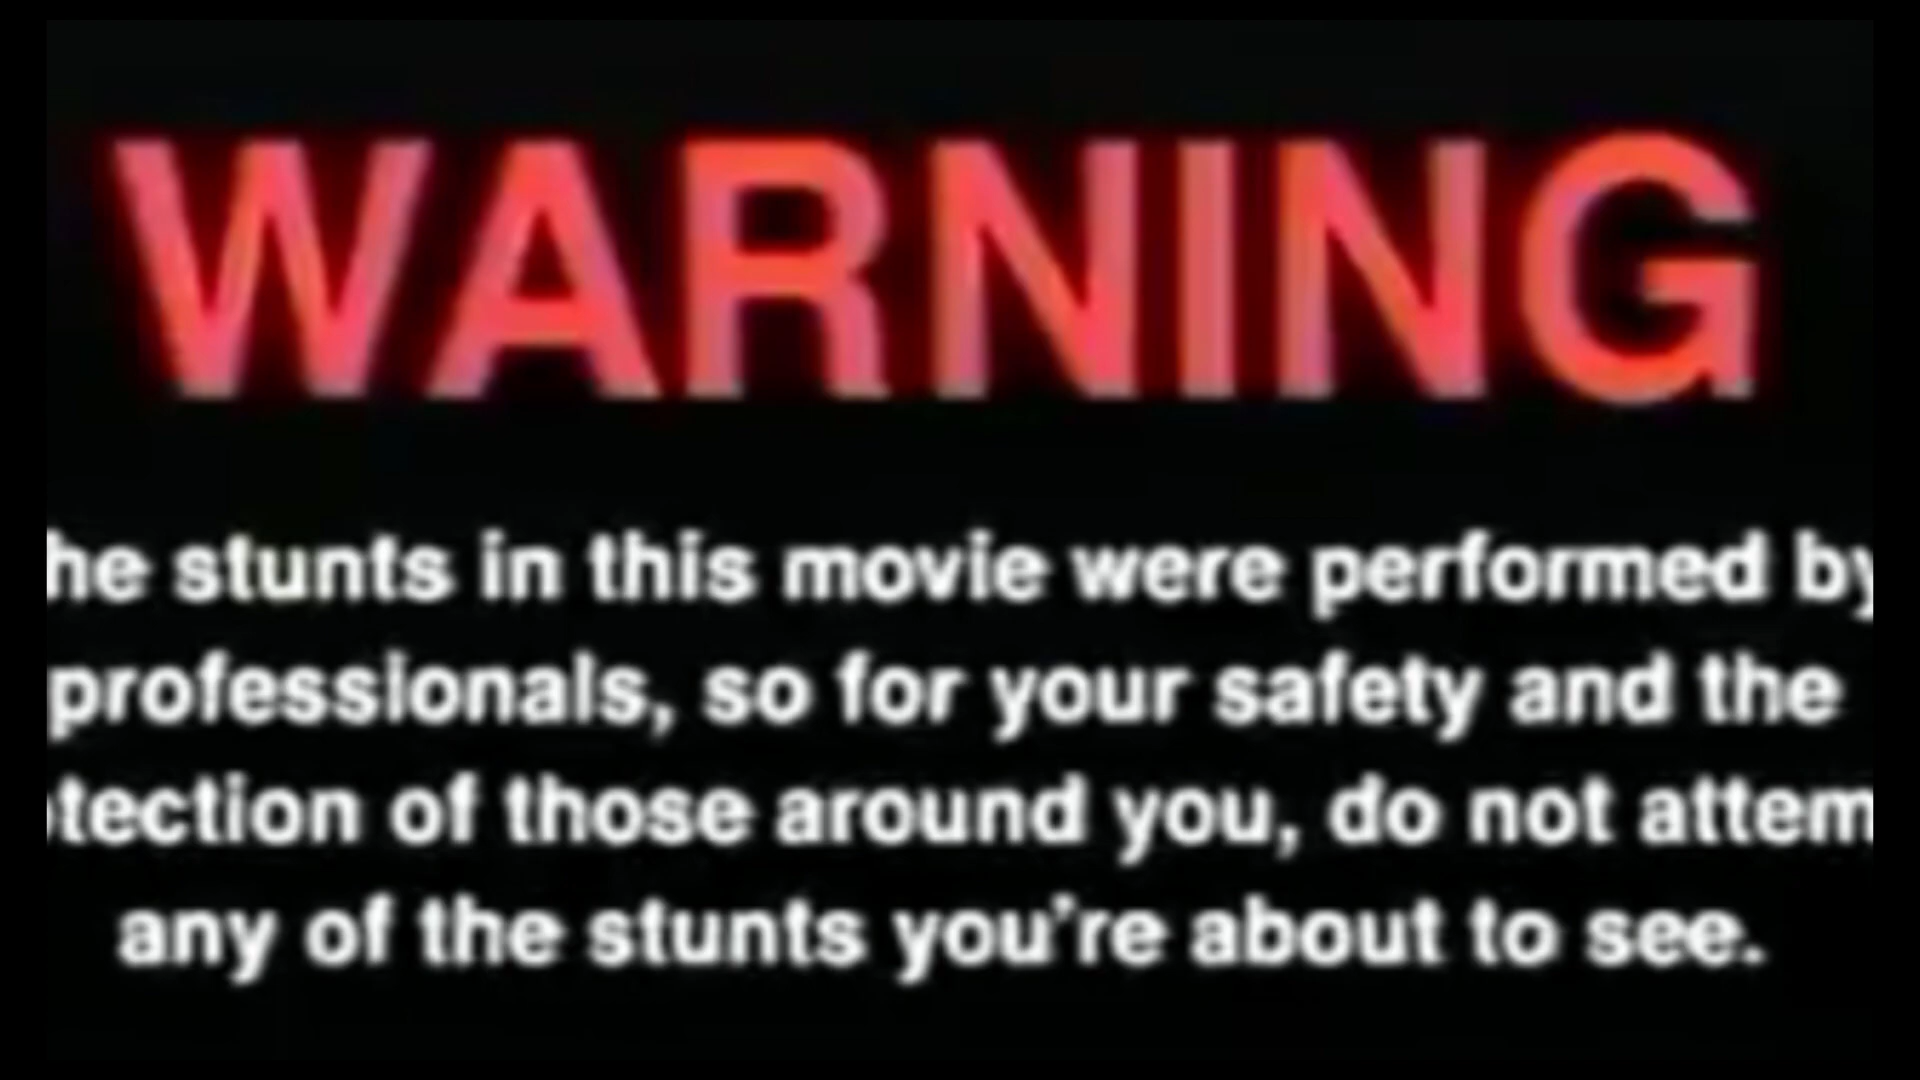 WARNING
he stunts in this movie were performed by
professionals, so for your safety and the
tection of those around you, do not attem
any of the stunts you're about to see.